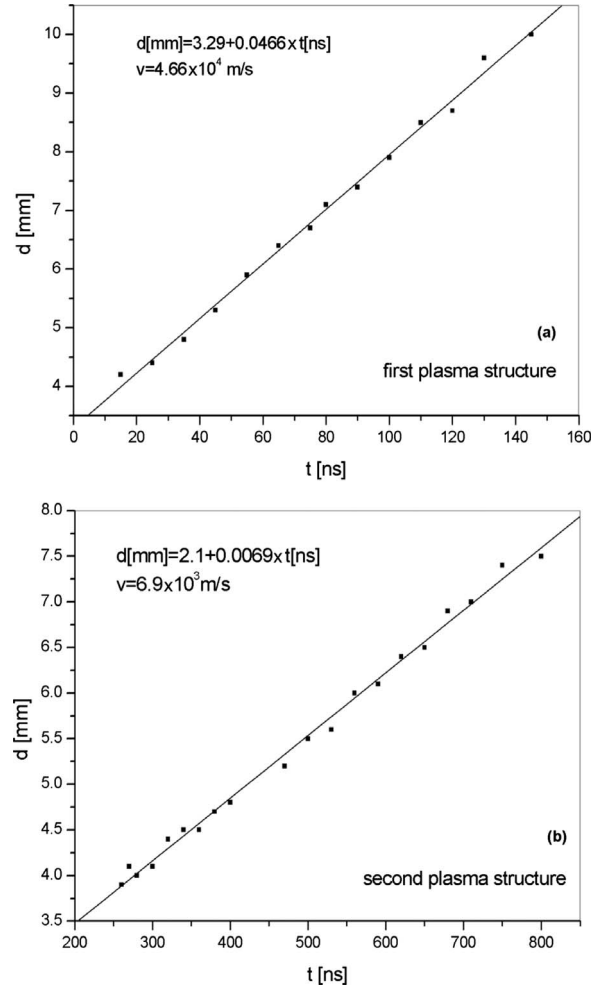 10
d[mm]=3.29+0.0466xt[ns]
v=4.66x10⁴ m/s
9
8
7
6
5
4
d [mm]
(a)
first plasma structure
0 20 40 60 80 100 120 140 160
t [ns]
8.0
d[mm]=2.1+0.0069xt[ns]
v=6.9x10³m/s
7.5
7.0
6.5
6.0
5.5
5.0
4.5
4.0
3.5
d [mm]
(b)
second plasma structure
200 300 400 500 600 700 800
t [ns]